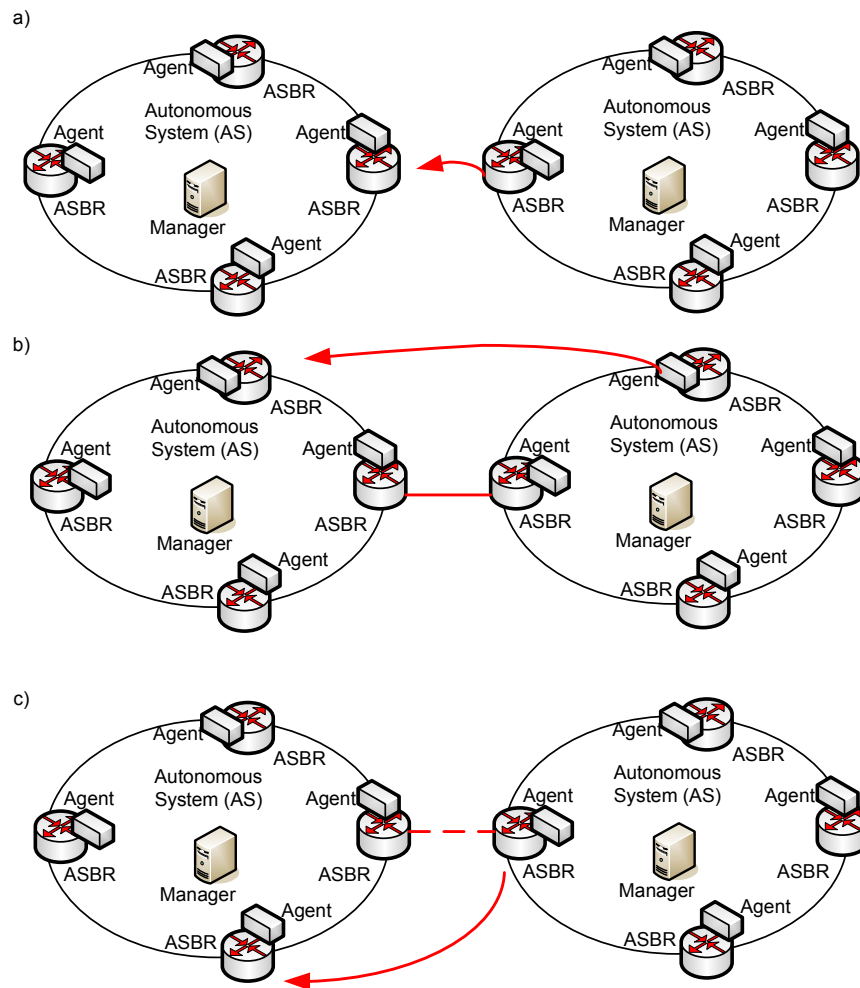 a)
Agent
ASBR
Autonomous
System (AS)
Agent
Agent
ASBR
ASBR
Manager
Agent
ASBR
Agent
ASBR
Autonomous
System (AS)
Agent
Agent
ASBR
ASBR
Manager
Agent
ASBR
b)
Agent
ASBR
Autonomous
System (AS)
Agent
Agent
ASBR
ASBR
Manager
Agent
ASBR
Agent
ASBR
Autonomous
System (AS)
Agent
Agent
ASBR
ASBR
Manager
Agent
ASBR
c)
Agent
ASBR
Autonomous
System (AS)
Agent
Agent
ASBR
ASBR
Manager
Agent
ASBR
Agent
ASBR
Autonomous
System (AS)
Agent
Agent
ASBR
ASBR
Manager
Agent
ASBR